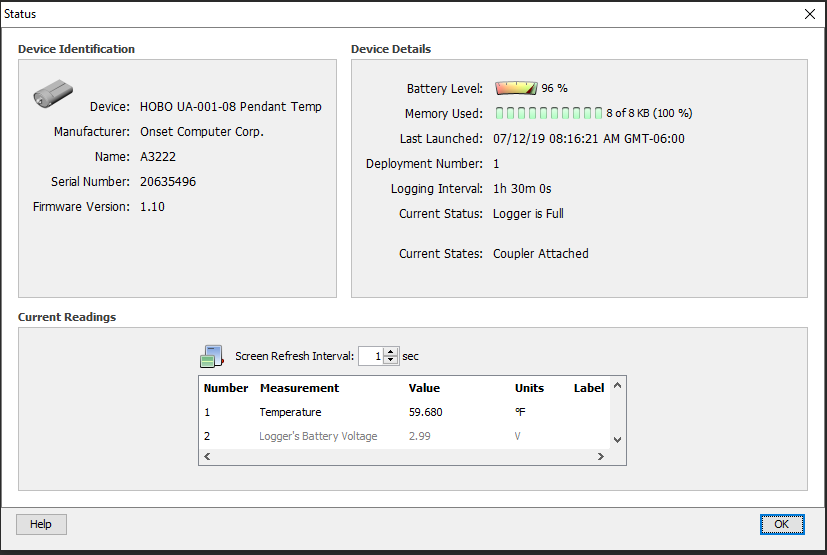 Status
Device Identification
Device: HOBO UA-001-08 Pendant Temp
Manufacturer: Onset Computer Corp.
Name: A3222
Serial Number: 20635496
Firmware Version: 1.10
Device Details
Battery Level: 96 %
Memory Used: 8 of 8 KB (100 %)
Last Launched: 07/12/19 08:16:21 AM GMT-06:00
Deployment Number: 1
Logging Interval: 1h 30m 0s
Current Status: Logger is Full
Current States: Coupler Attached
Current Readings
Screen Refresh Interval: 1 sec
Number Measurement Value Units Label
1 Temperature 59.680 °F
2 Logger's Battery Voltage 2.99 V
Help OK